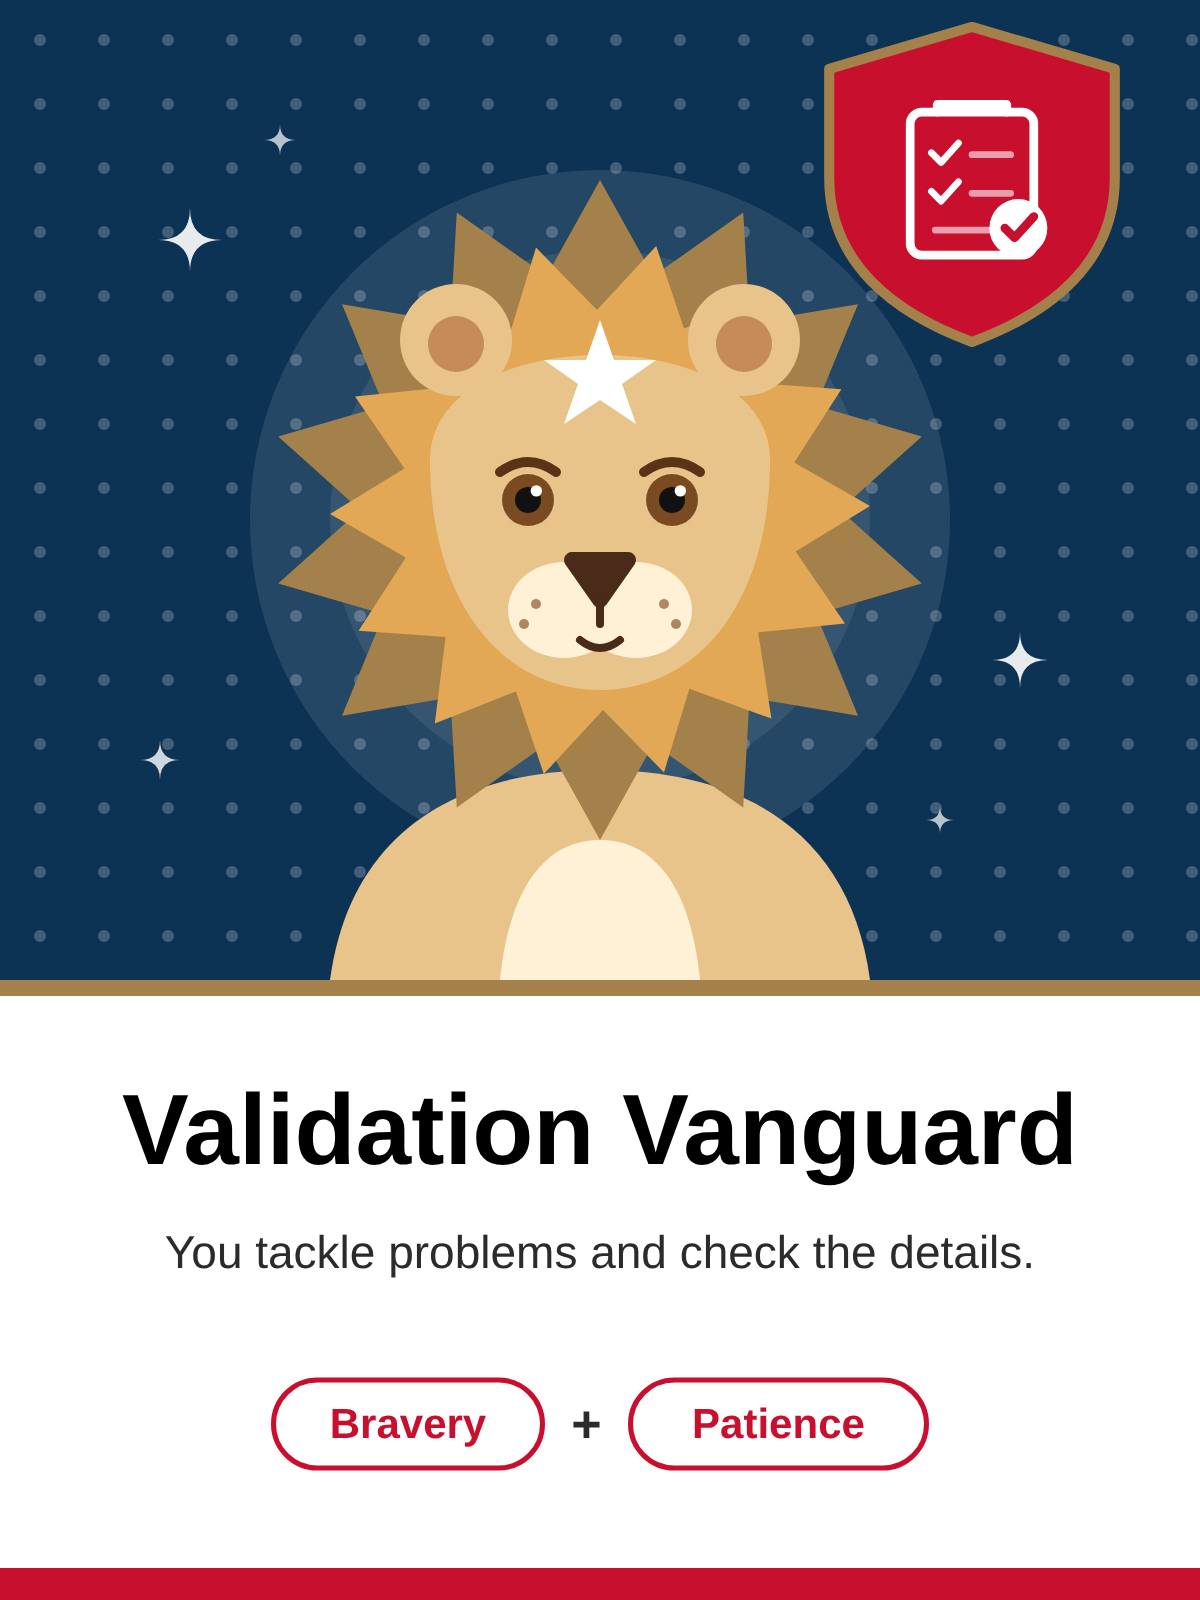 Validation Vanguard
You tackle problems and check the details.
Bravery + Patience